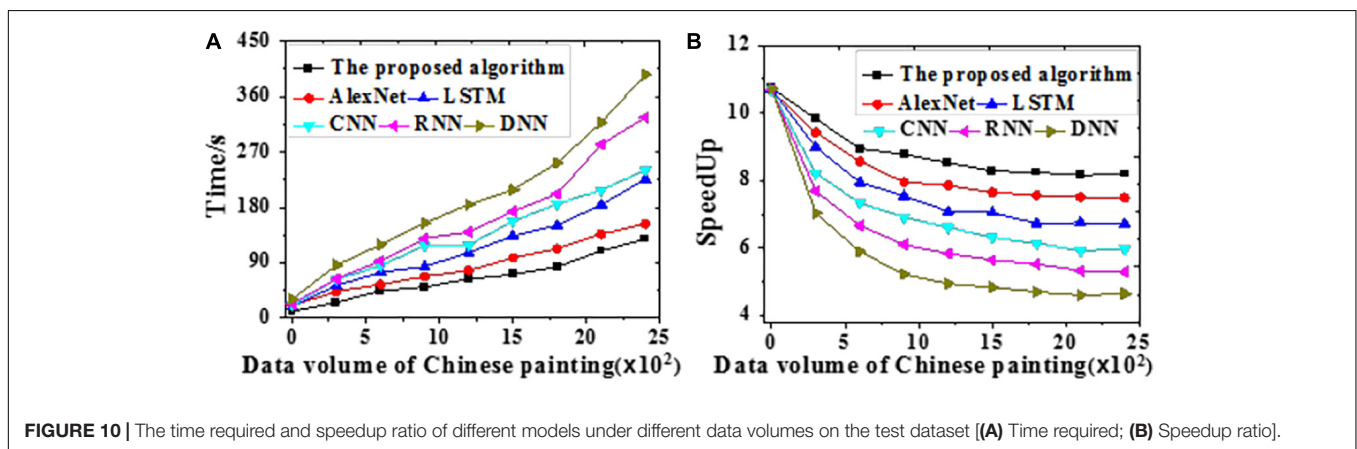 A
450
360
270
180
90
0
Time/s
The proposed algorithm
AlexNet LSTM
CNN RNN DNN
0 5 10 15 20 25
Data volume of Chinese painting(x10²)
B
12
10
8
6
4
SpeedUp
The proposed algorithm
AlexNet LSTM
CNN RNN DNN
0 5 10 15 20 25
Data volume of Chinese painting(x10²)
FIGURE 10 | The time required and speedup ratio of different models under different data volumes on the test dataset [(A) Time required; (B) Speedup ratio].